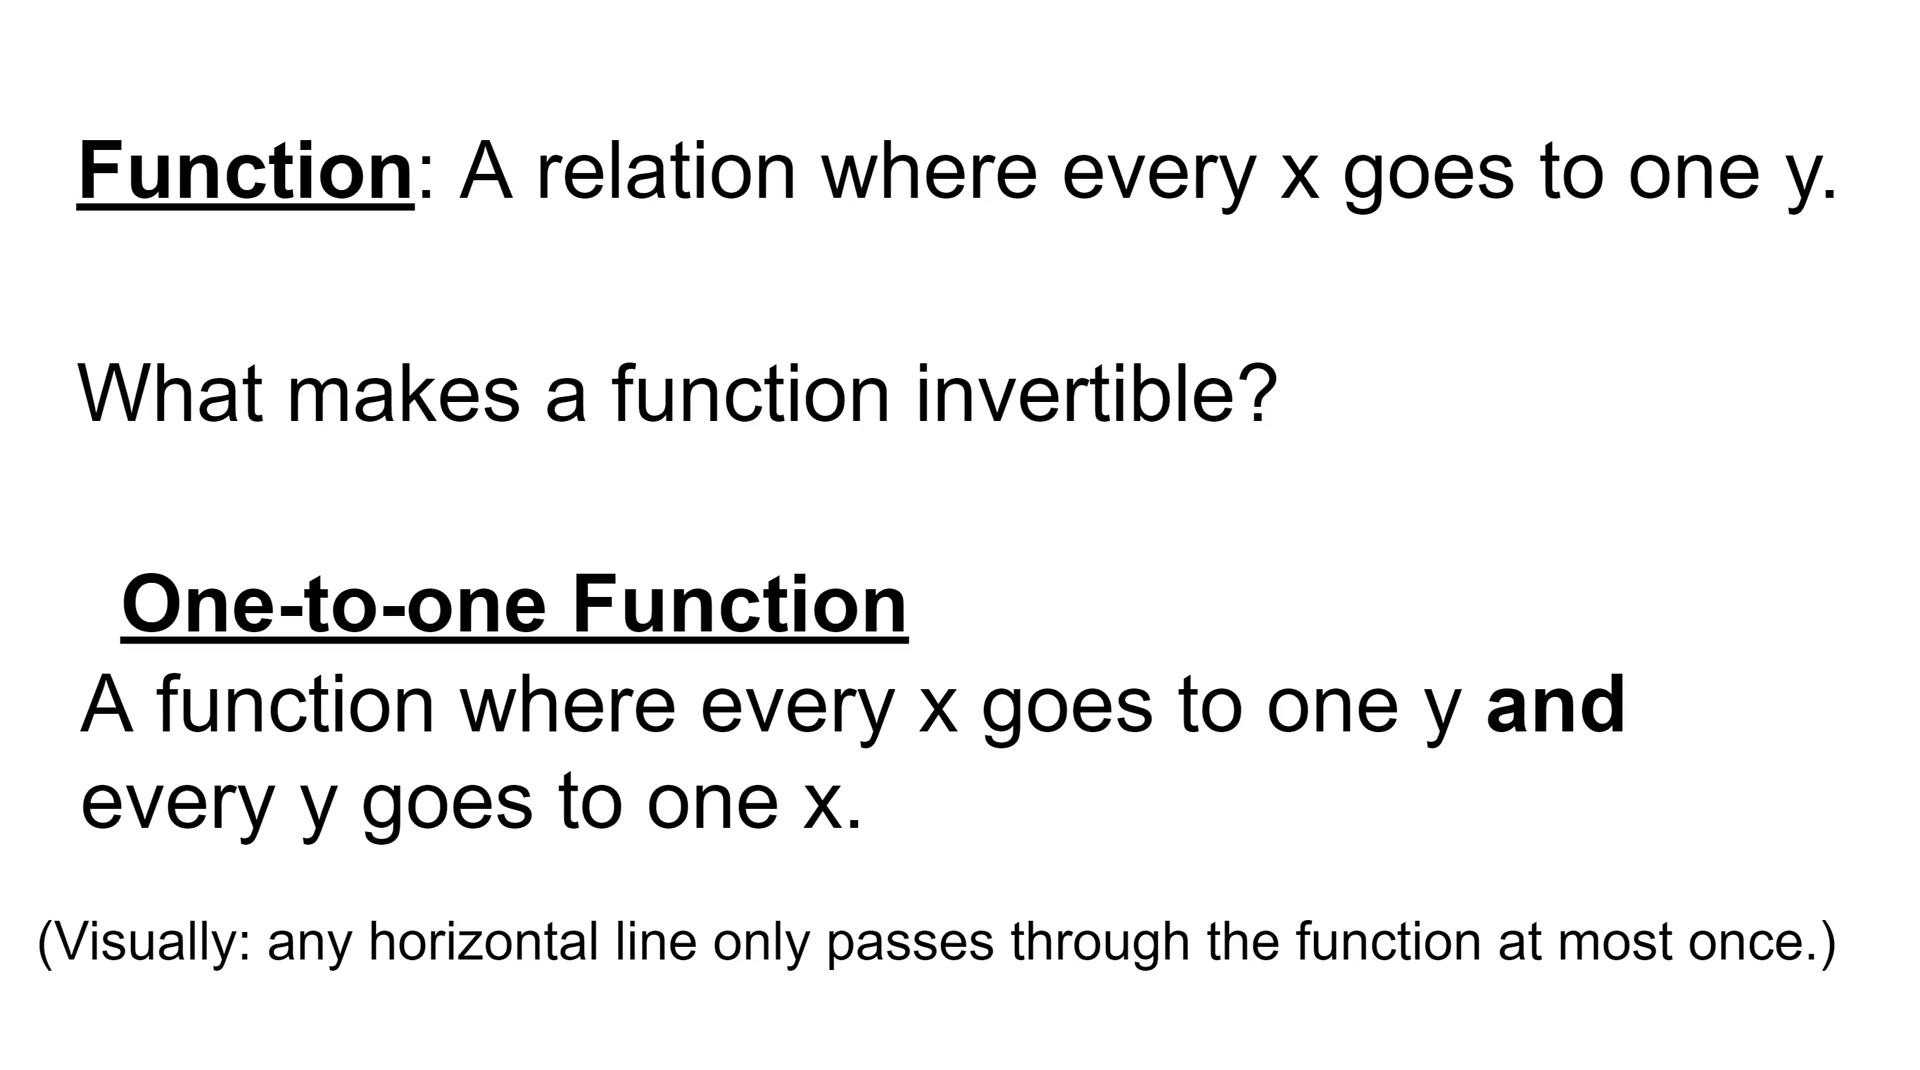 Function: A relation where every x goes to one y.
What makes a function invertible?
One-to-one Function
A function where every x goes to one y and
every y goes to one x.
(Visually: any horizontal line only passes through the function at most once.)